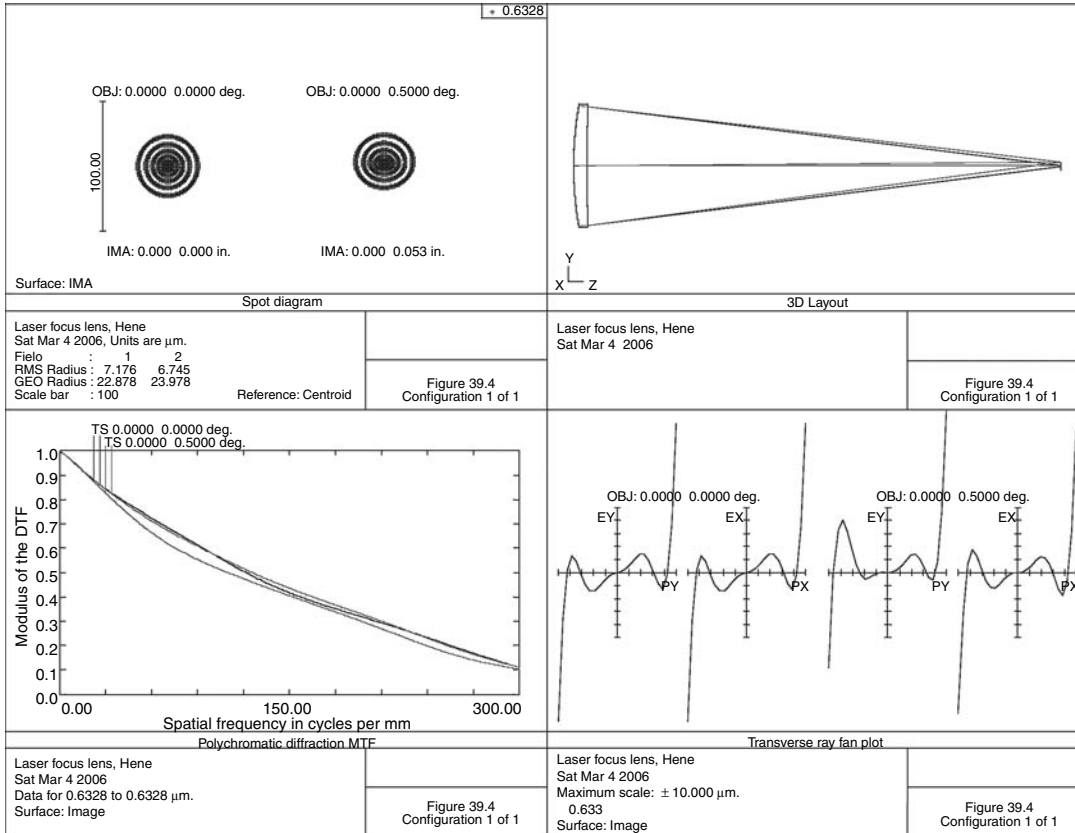 0.6328
OBJ: 0.0000 0.0000 deg.
OBJ: 0.0000 0.5000 deg.
100.00
IMA: 0.000 0.000 in.
IMA: 0.000 0.053 in.
Surface: IMA
Spot diagram
Laser focus lens, Hene
Sat Mar 4 2006, Units are µm.
Fielo : 1 2
RMS Radius : 7.176 6.745
GEO Radius : 22.878 23.978
Scale bar : 100 Reference: Centroid
Figure 39.4
Configuration 1 of 1
Y
X Z
3D Layout
Laser focus lens, Hene
Sat Mar 4 2006
Figure 39.4
Configuration 1 of 1
TS 0.0000 0.0000 deg.
TS 0.0000 0.5000 deg.
1.0
0.9
0.8
0.7
0.6
0.5
0.4
0.3
0.2
0.1
0.0
Modulus of the DTF
0.00 150.00 300.00
Spatial frequency in cycles per mm
Polychromatic diffraction MTF
Laser focus lens, Hene
Sat Mar 4 2006
Data for 0.6328 to 0.6328 µm.
Surface: Image
Figure 39.4
Configuration 1 of 1
OBJ: 0.0000 0.0000 deg.
EY EX
PY PX
OBJ: 0.0000 0.5000 deg.
EY EX
PY PX
Transverse ray fan plot
Laser focus lens, Hene
Sat Mar 4 2006
Maximum scale: ± 10.000 µm.
0.633
Surface: Image
Figure 39.4
Configuration 1 of 1